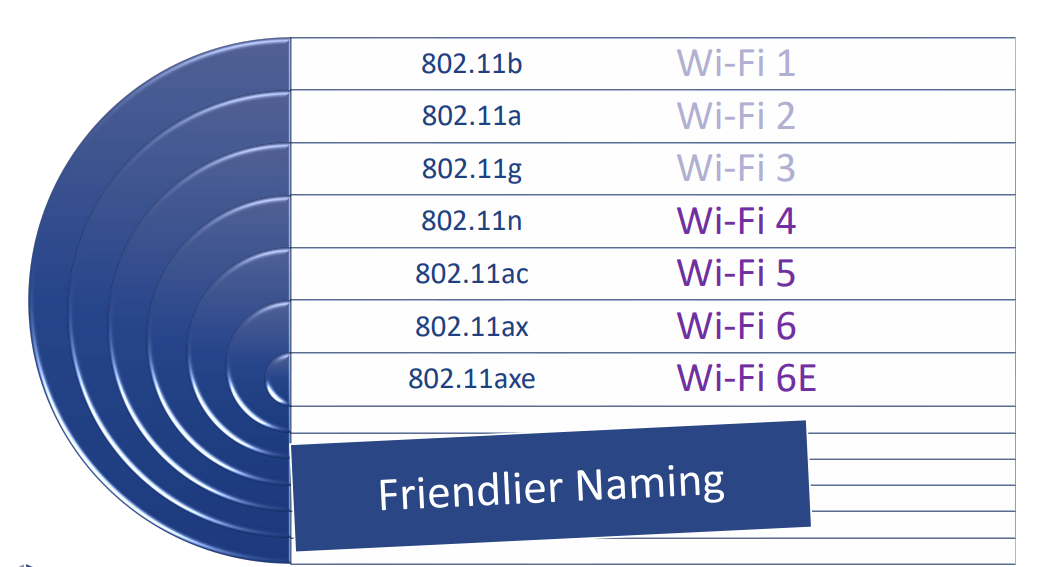 802.11b Wi-Fi 1
802.11a Wi-Fi 2
802.11g Wi-Fi 3
802.11n Wi-Fi 4
802.11ac Wi-Fi 5
802.11ax Wi-Fi 6
802.11axe Wi-Fi 6E
Friendlier Naming